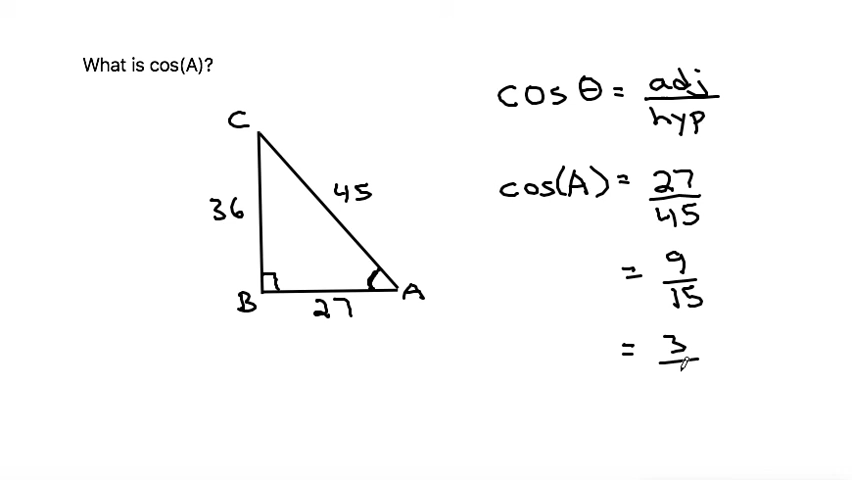 What is cos(A)?
cos θ = adj/hyp
C
36
45
B
27
A
cos(A) = 27/45
= 9/15
= 3/